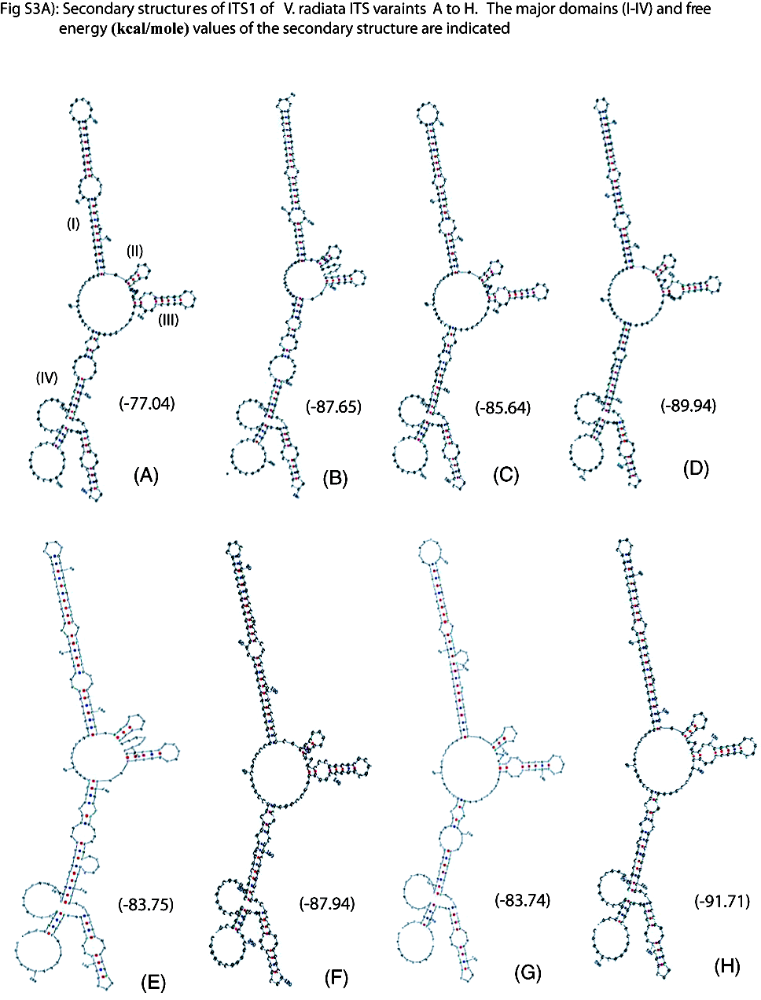 Fig S3A): Secondary structures of ITS1 of V. radiata ITS varaints A to H. The major domains (I-IV) and free
energy (kcal/mole) values of the secondary structure are indicated
(I)
(II)
(III)
(IV)
(-77.04)
(-87.65)
(-85.64)
(-89.94)
(A)
(B)
(C)
(D)
(-83.75)
(-87.94)
(-83.74)
(-91.71)
(E)
(F)
(G)
(H)